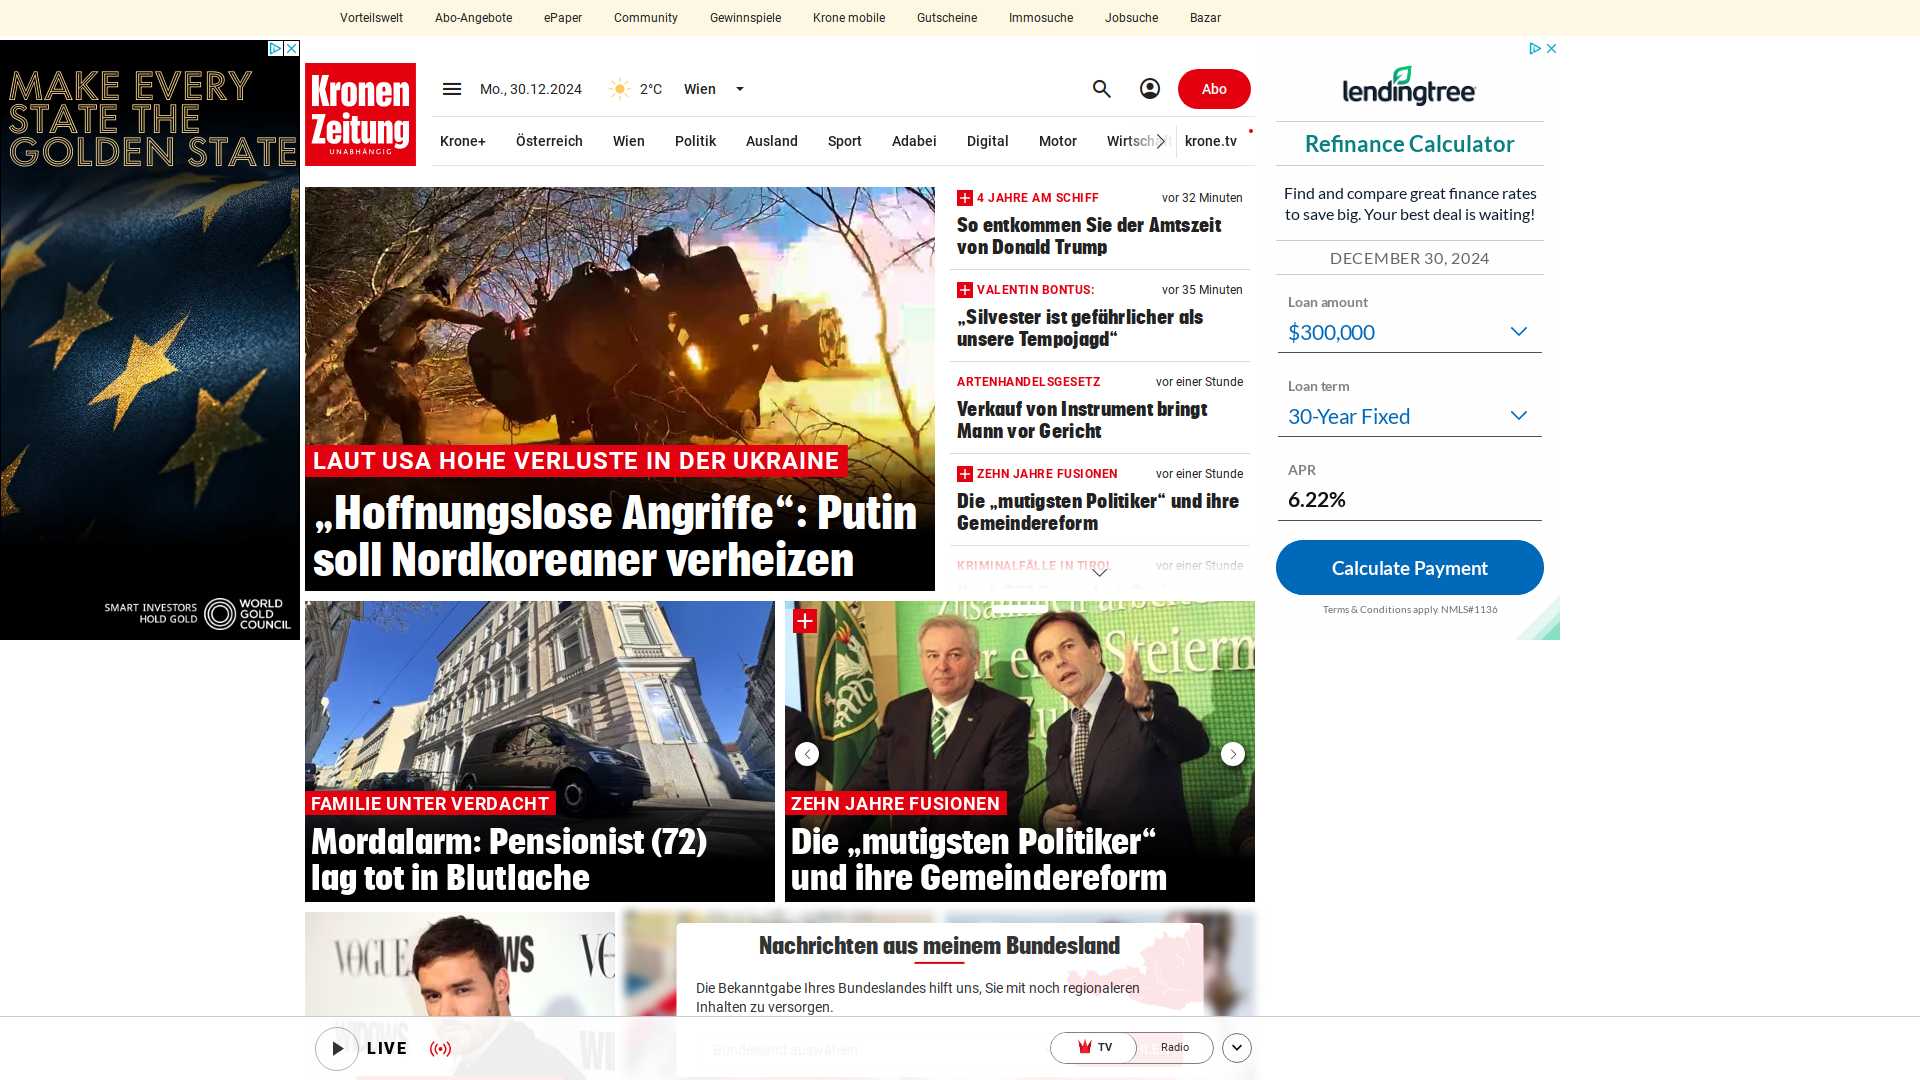 Vorteilswelt
Abo-Angebote
ePaper
Community
Gewinnspiele
Krone mobile
Gutscheine
Immosuche
Jobsuche
Bazar
MAKE EVERY
STATE THE
GOLDEN STATE
SMART INVESTORS
HOLD GOLD
WORLD
GOLD
COUNCIL
Kronen
Zeitung
UNABHÄNGIG
Mo., 30.12.2024
2°C
Wien
Abo
Krone+
Österreich
Wien
Politik
Ausland
Sport
Adabei
Digital
Motor
Wirtschaft
krone.tv
LAUT USA HOHE VERLUSTE IN DER UKRAINE
„Hoffnungslose Angriffe“: Putin
soll Nordkoreaner verheizen
4 JAHRE AM SCHIFF
vor 32 Minuten
So entkommen Sie der Amtszeit
von Donald Trump
VALENTIN BONTUS:
vor 35 Minuten
„Silvester ist gefährlicher als
unsere Tempojagd“
ARTENHANDELSGESETZ
vor einer Stunde
Verkauf von Instrument bringt
Mann vor Gericht
ZEHN JAHRE FUSIONEN
vor einer Stunde
Die „mutigsten Politiker“ und ihre
Gemeindereform
KRIMINALFÄLLE IN TIROL
vor einer Stunde
lendingtree
Refinance Calculator
Find and compare great finance rates
to save big. Your best deal is waiting!
DECEMBER 30, 2024
Loan amount
$300,000
Loan term
30-Year Fixed
APR
6.22%
Calculate Payment
Terms & Conditions apply. NMLS#1136
FAMILIE UNTER VERDACHT
Mordalarm: Pensionist (72)
lag tot in Blutlache
Zusammen arbeiten
Steierm
ZEHN JAHRE FUSIONEN
Die „mutigsten Politiker“
und ihre Gemeindereform
VOGUE
Nachrichten aus meinem Bundesland
Die Bekanntgabe Ihres Bundeslandes hilft uns, Sie mit noch regionaleren
Inhalten zu versorgen.
Bundesland auswählen
LIVE
TV
Radio